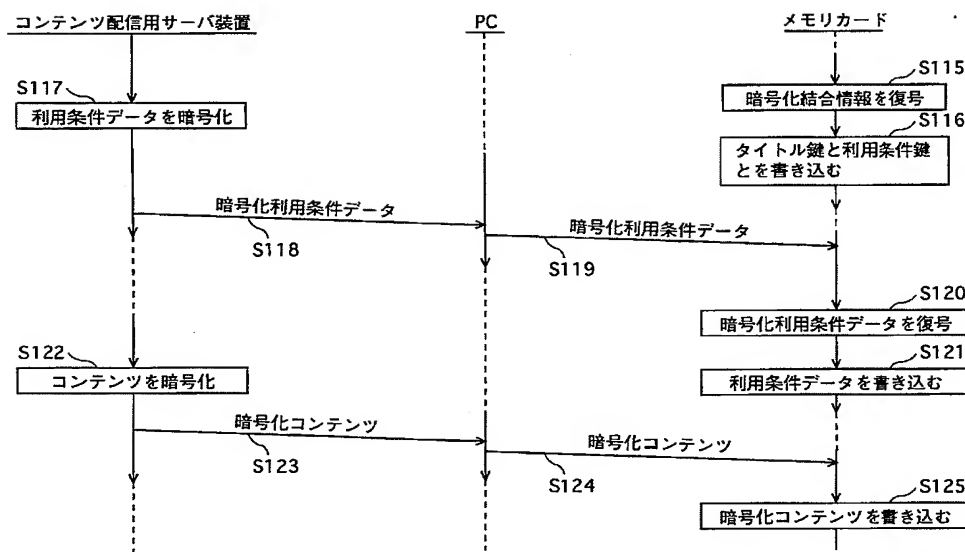 コンテンツ配信用サーバ装置
PC
メモリカード
S115
暗号化結合情報を復号
S117
利用条件データを暗号化
S116
タイトル鍵と利用条件鍵
とを書き込む
暗号化利用条件データ
S118
暗号化利用条件データ
S119
S120
暗号化利用条件データを復号
S122
コンテンツを暗号化
S121
利用条件データを書き込む
暗号化コンテンツ
S123
暗号化コンテンツ
S124
S125
暗号化コンテンツを書き込む